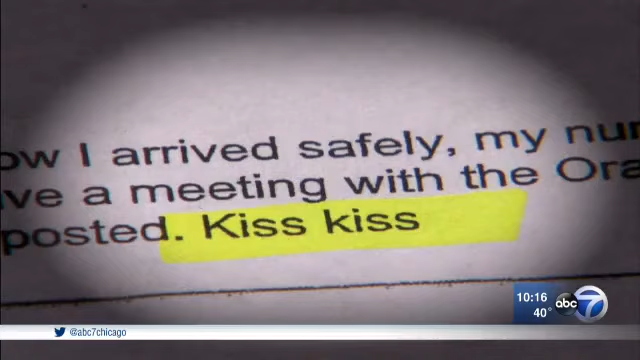 ow I arrived safely, my nu
ve a meeting with the Ora
posted. Kiss kiss
10:16
40°
abc 7
@abc7chicago